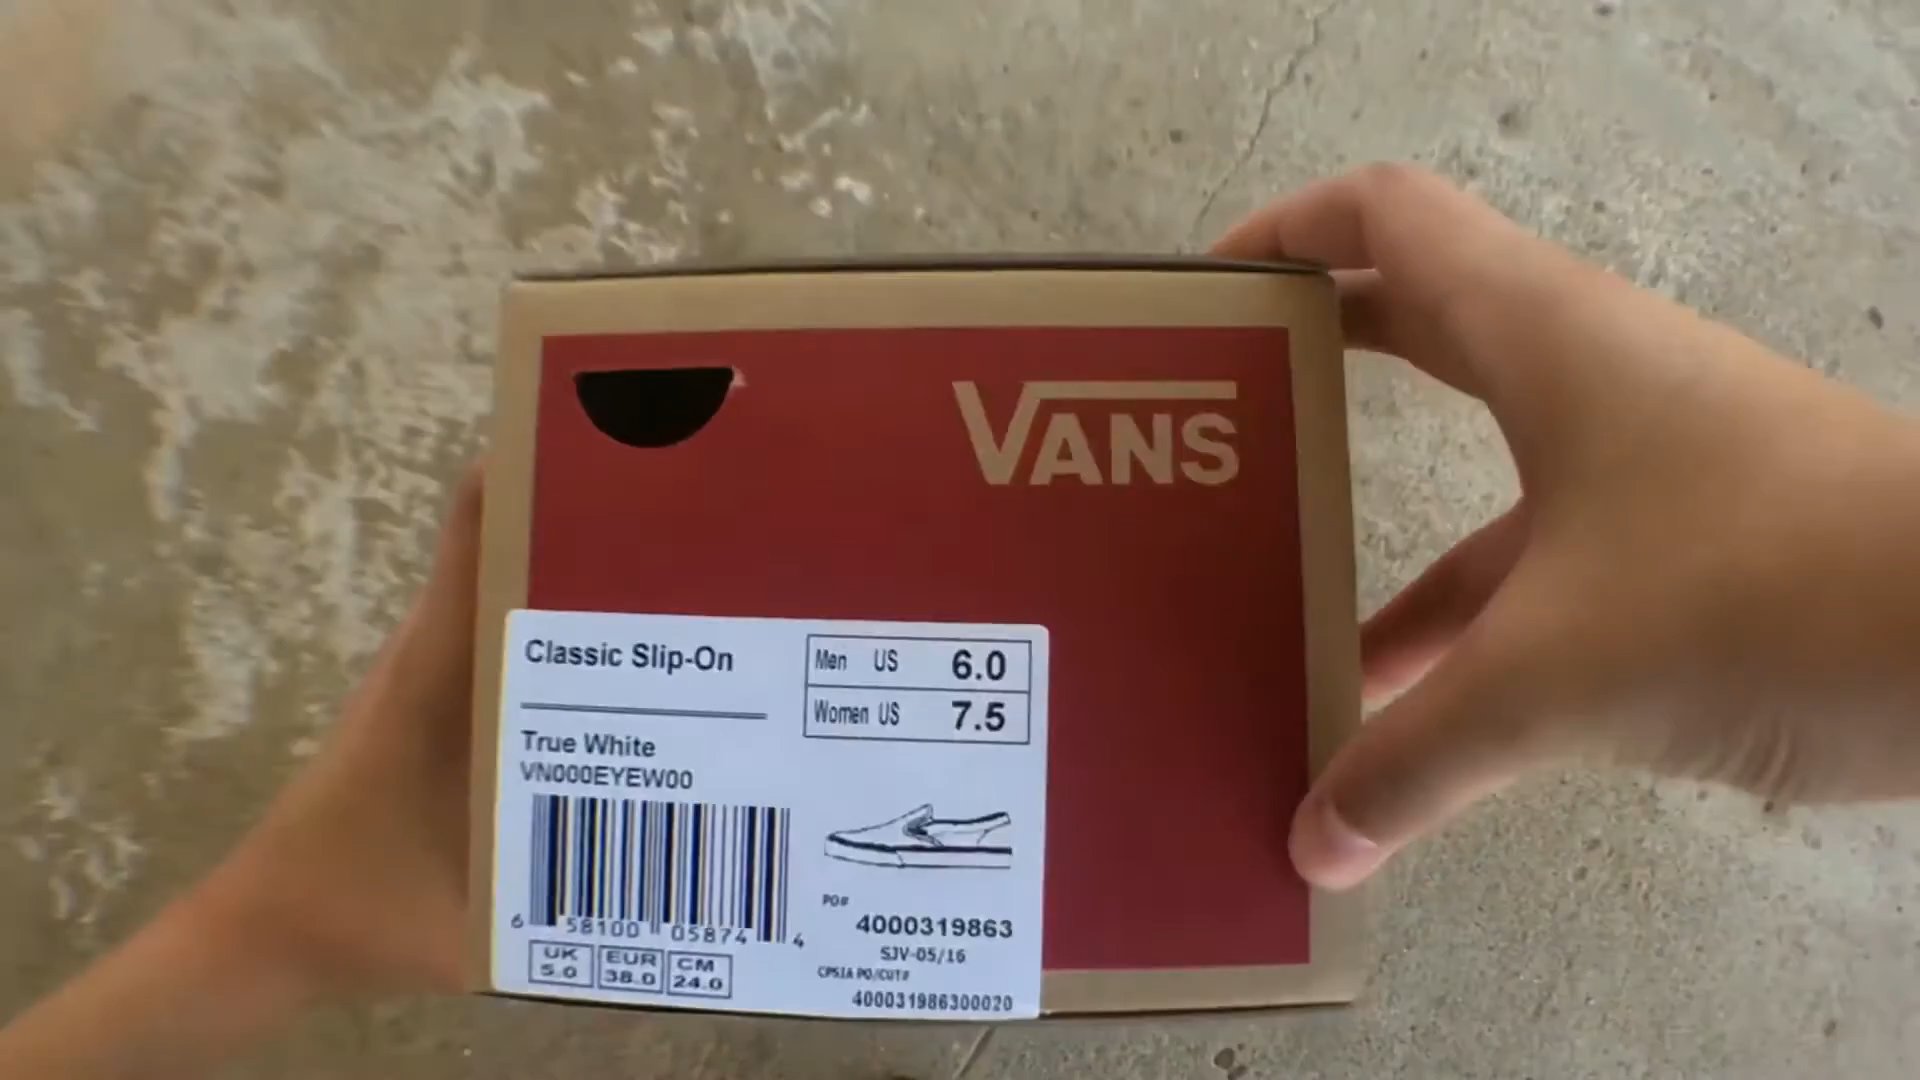 VANS
Classic Slip-On
Men US 6.0
Women US 7.5
True White
VN000EYEW00
6 58100 05874 4
UK 5.0
EUR 38.0
CM 24.0
PO#
4000319863
SJV-05/16
CPSIA PO/CUT#
400031986300020